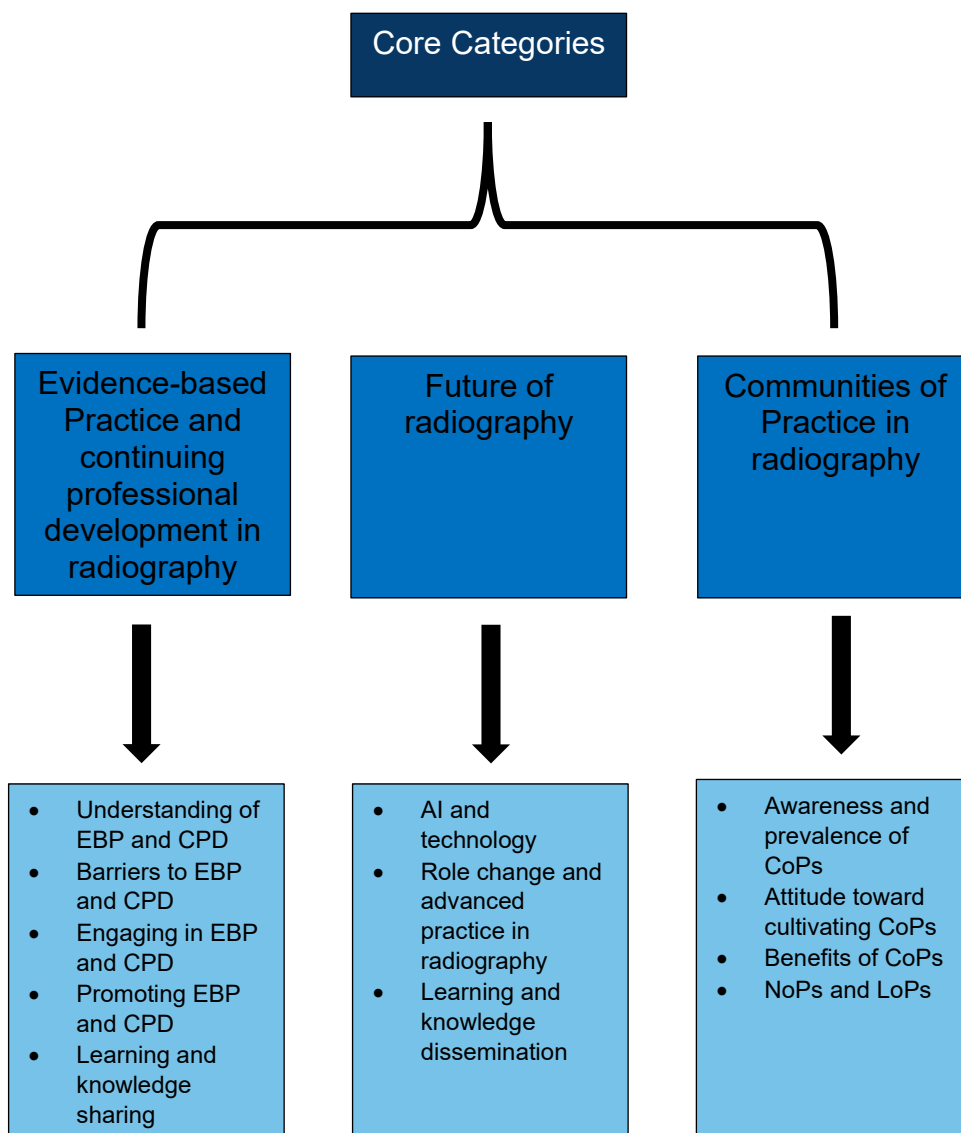 Core Categories
Evidence-based
Practice and
continuing
professional
development in
radiography
Future of
radiography
Communities of
Practice in
radiography
• Understanding of
EBP and CPD
• Barriers to EBP
and CPD
• Engaging in EBP
and CPD
• Promoting EBP
and CPD
• Learning and
knowledge
sharing
• AI and
technology
• Role change and
advanced
practice in
radiography
• Learning and
knowledge
dissemination
• Awareness and
prevalence of
CoPs
• Attitude toward
cultivating CoPs
• Benefits of CoPs
• NoPs and LoPs